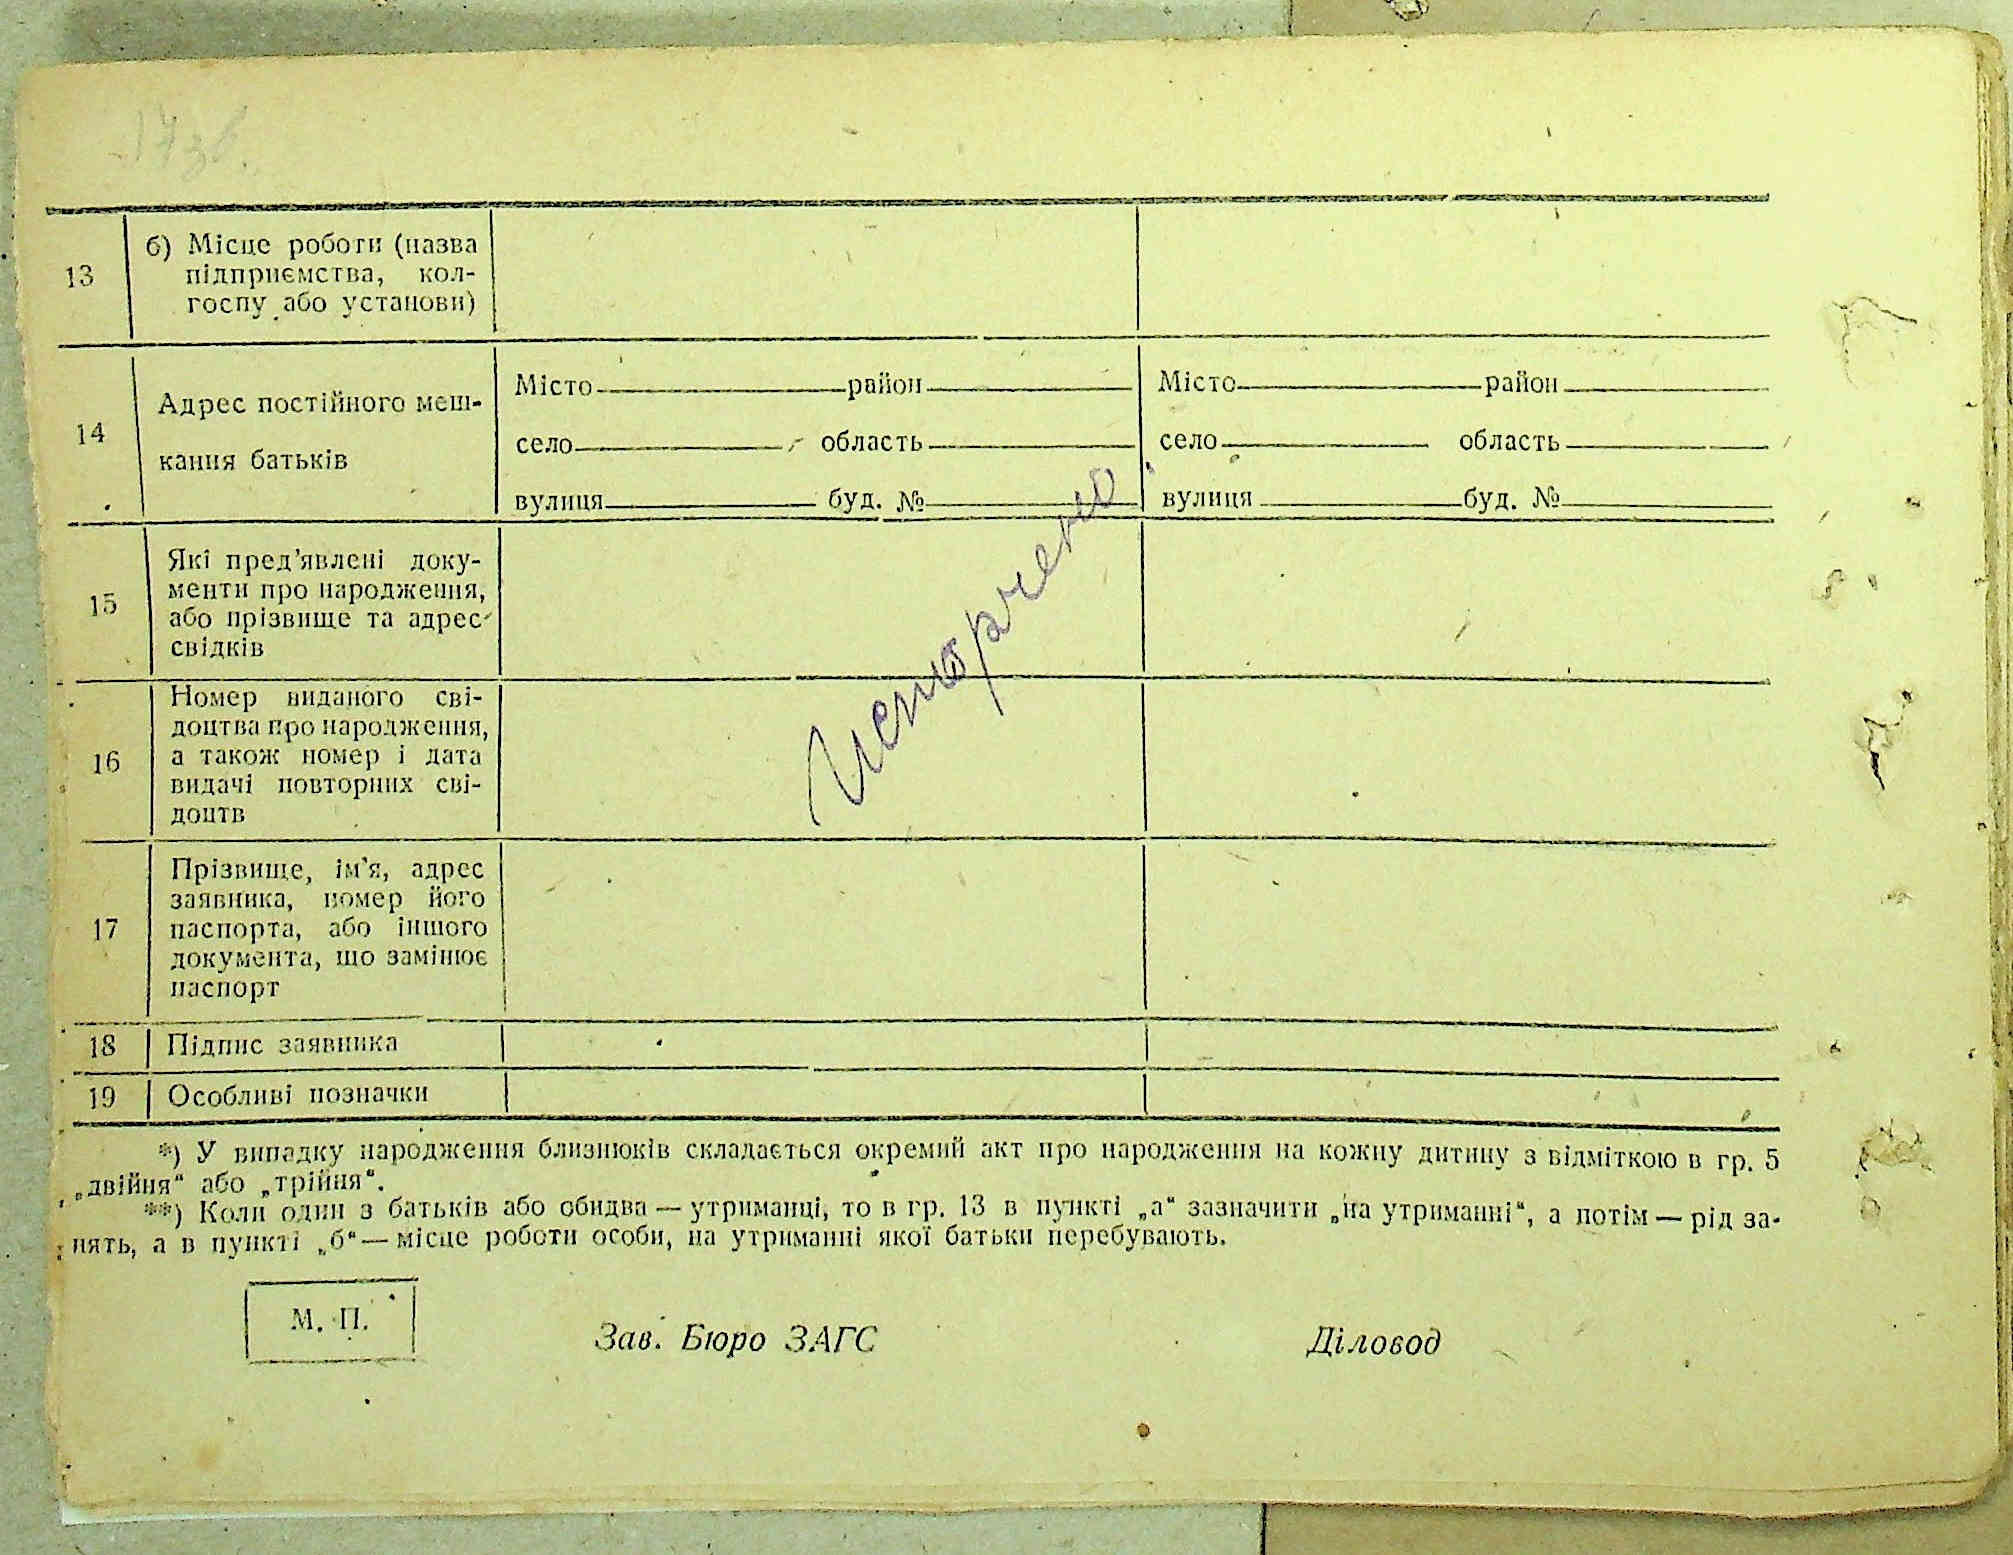 17зв.
13
б) Місце роботи (назва
підприємства, кол-
госпу або установи)
14
Адрес постійного меш-
кання батьків
Місто район
село область
вулиця буд. №
Місто район
село область
вулиця буд. №
15
Які пред'явлені доку-
менти про народження,
або прізвище та адрес
свідків
16
Номер виданого сві-
доцтва про народження,
а також номер і дата
видачі повторних сві-
доцтв
17
Прізвище, ім'я, адрес
заявника, номер його
паспорта, або іншого
документа, що замінює
паспорт
18
Підпис заявника
19
Особливі позначки
Испорчено
*) У випадку народження близнюків складається окремий акт про народження на кожну дитину з відміткою в гр. 5
„двійня“ або „трійня“.
**) Коли один з батьків або обидва — утриманці, то в гр. 13 в пункті „а“ зазначити „на утриманні“, а потім — рід за-
нять, а в пункті „б“ — місце роботи особи, на утриманні якої батьки перебувають.
М. П.
Зав. Бюро ЗАГС
Діловод